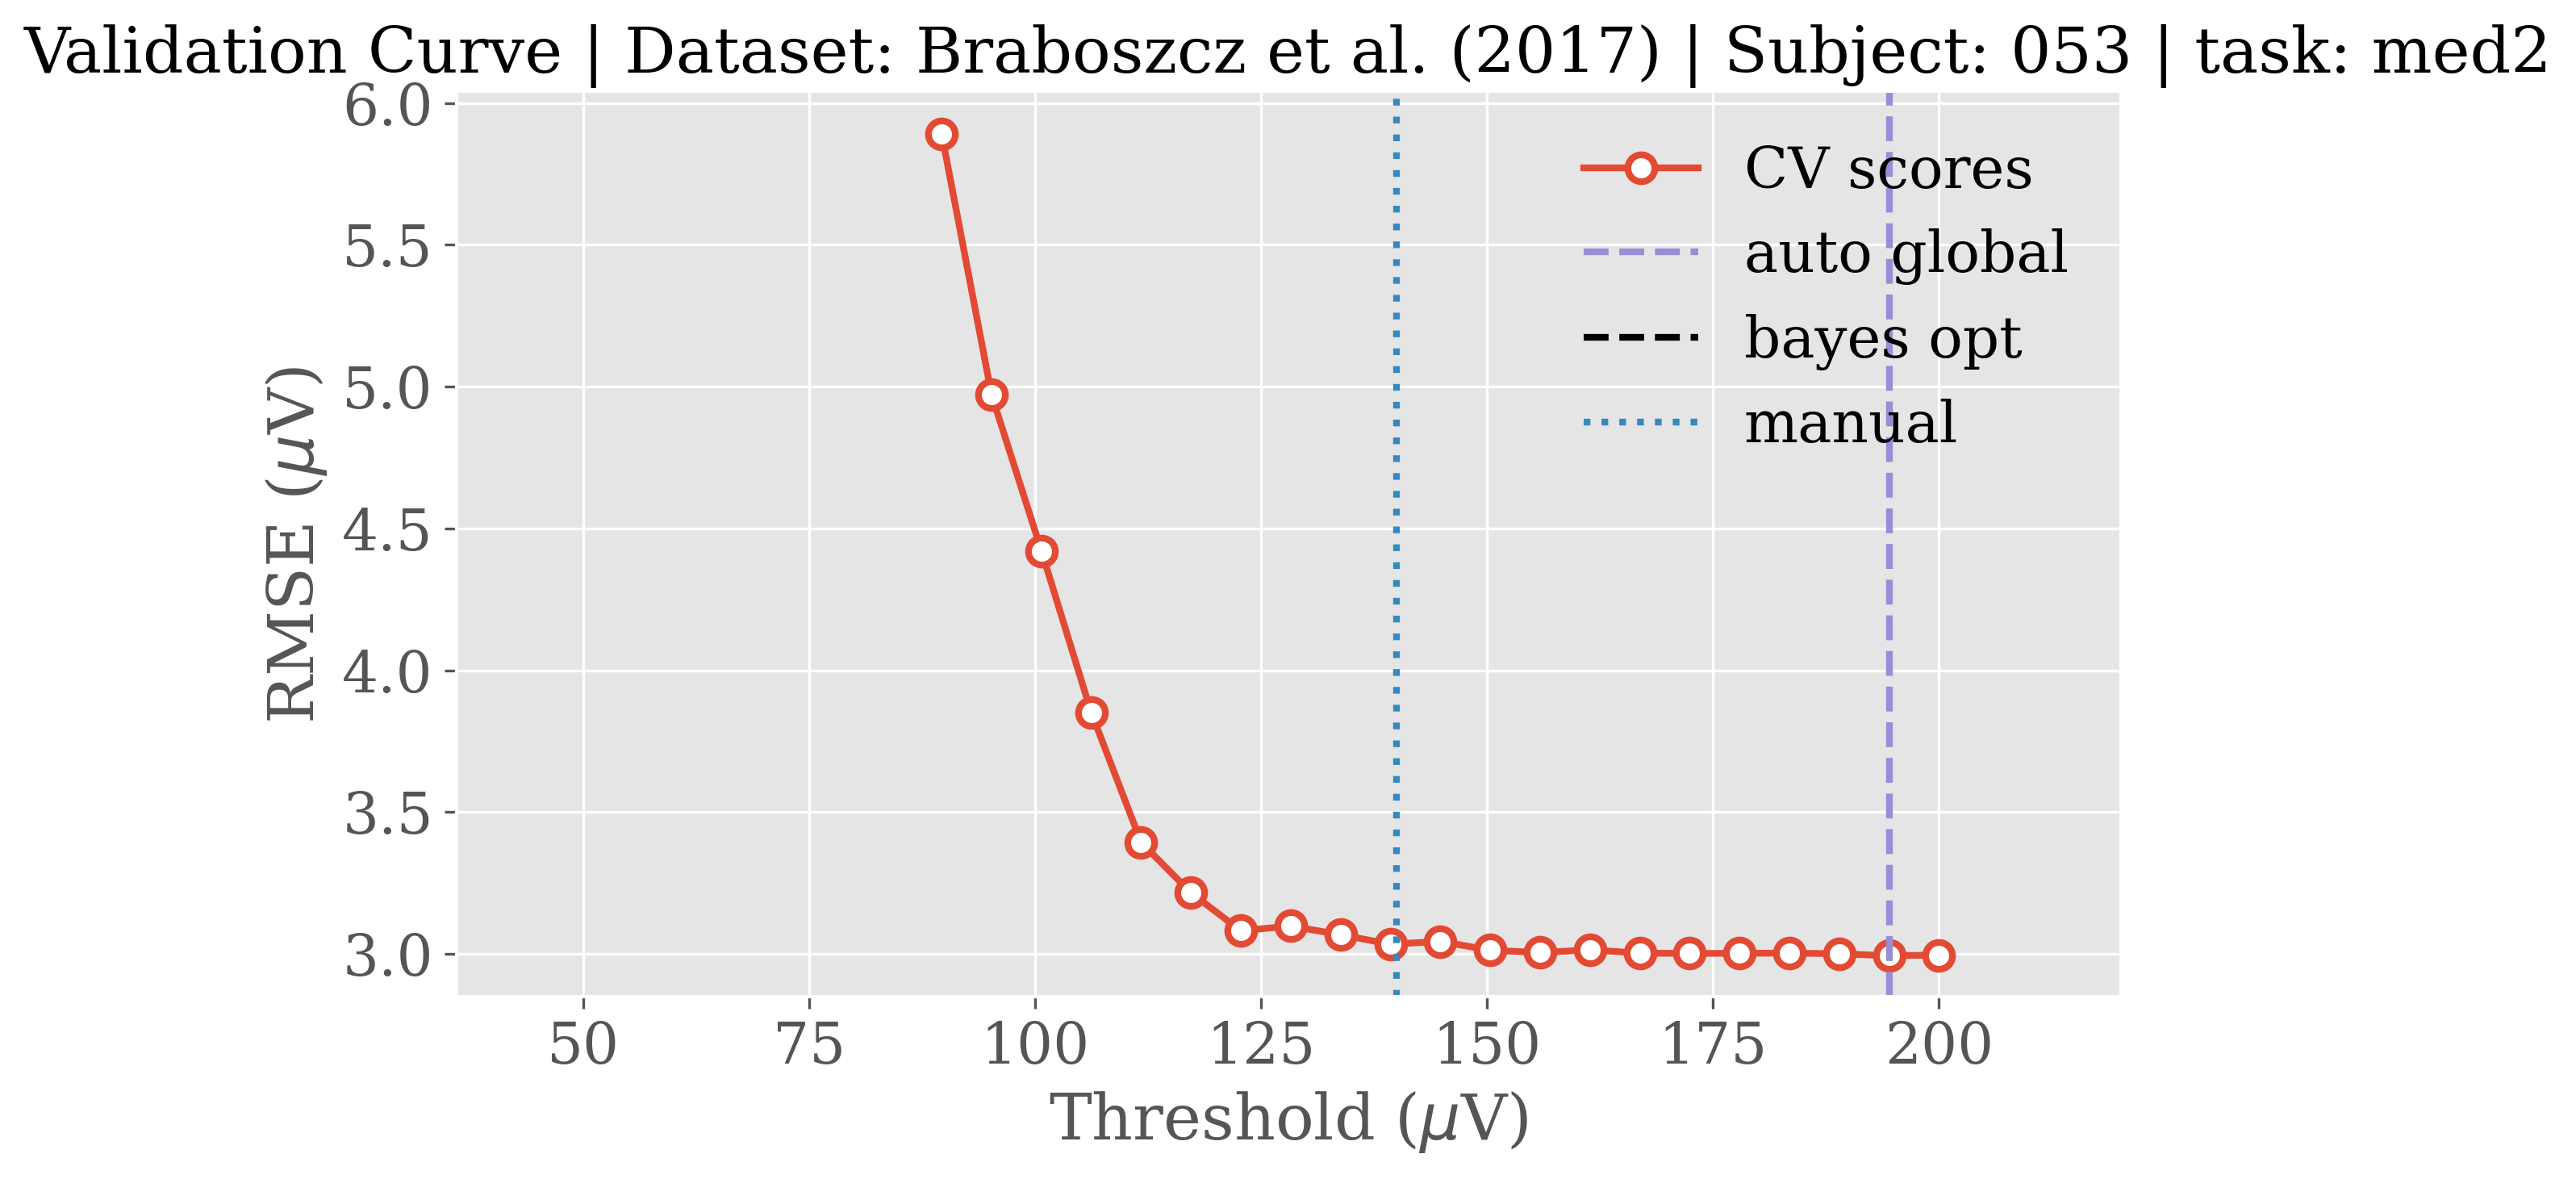 Validation Curve | Dataset: Braboszcz et al. (2017) | Subject: 053 | task: med2
6.0
5.5
5.0
4.5
4.0
3.5
3.0
RMSE (μV)
CV scores
auto global
bayes opt
manual
50 75 100 125 150 175 200
Threshold (μV)